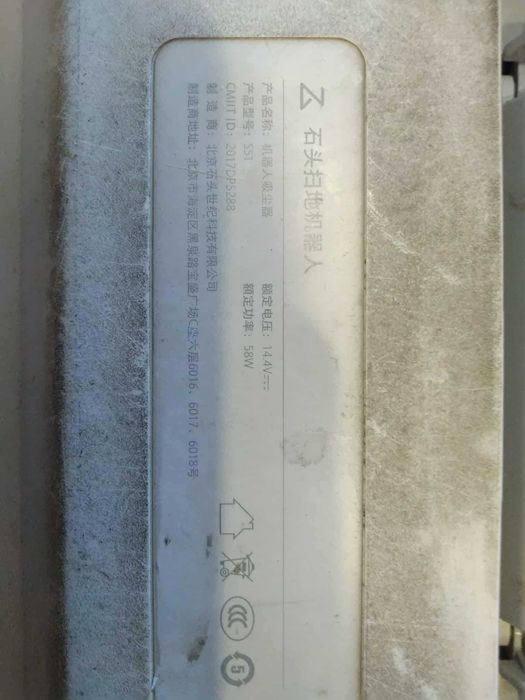 石头扫地机器人
产品名称：机器人吸尘器 额定电压：14.4V⎓
产品型号：S51 额定功率：58W
CMIIT ID：2017DP5288
制 造 商：北京石头世纪科技有限公司
制造商地址：北京市海淀区黑泉路宝盛广场C座六层6016、6017、6018号
CCC
5